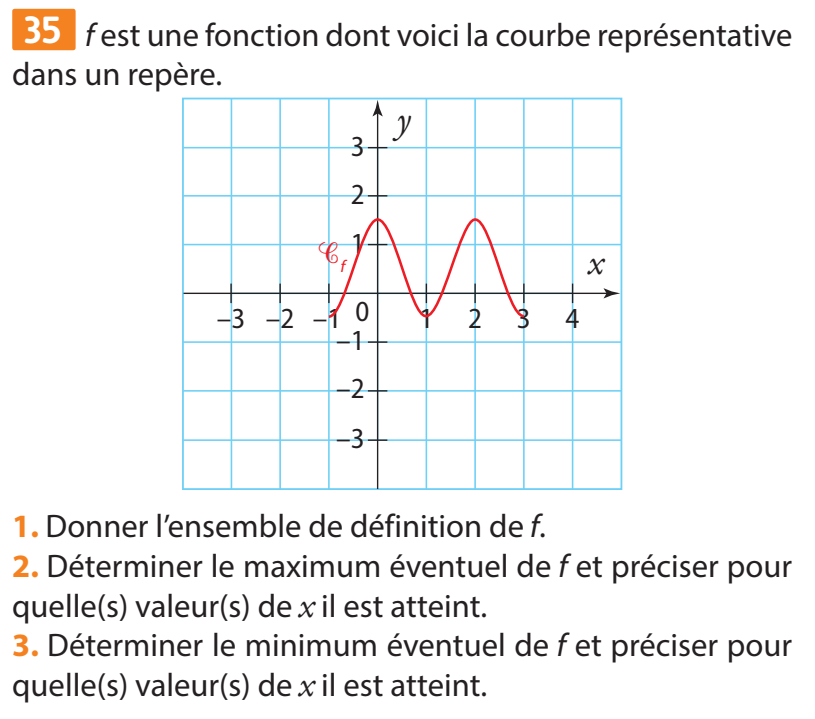 35 f est une fonction dont voici la courbe représentative
dans un repère.
y
3
2
1
𝒞f
x
–3 –2 –1 0 1 2 3 4
–1
–2
–3
1. Donner l'ensemble de définition de f.
2. Déterminer le maximum éventuel de f et préciser pour
quelle(s) valeur(s) de x il est atteint.
3. Déterminer le minimum éventuel de f et préciser pour
quelle(s) valeur(s) de x il est atteint.